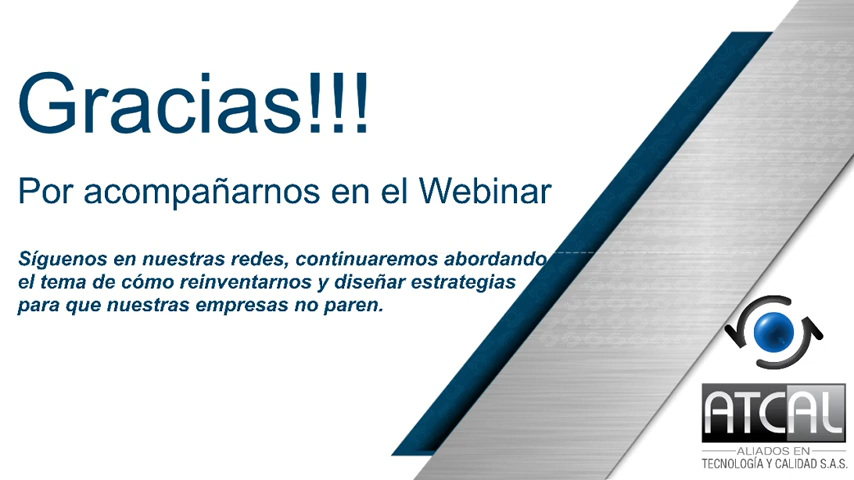 Gracias!!!
Por acompañarnos en el Webinar
Síguenos en nuestras redes, continuaremos abordando
el tema de cómo reinventarnos y diseñar estrategias
para que nuestras empresas no paren.
ATCAL
ALIADOS EN
TECNOLOGÍA Y CALIDAD S.A.S.